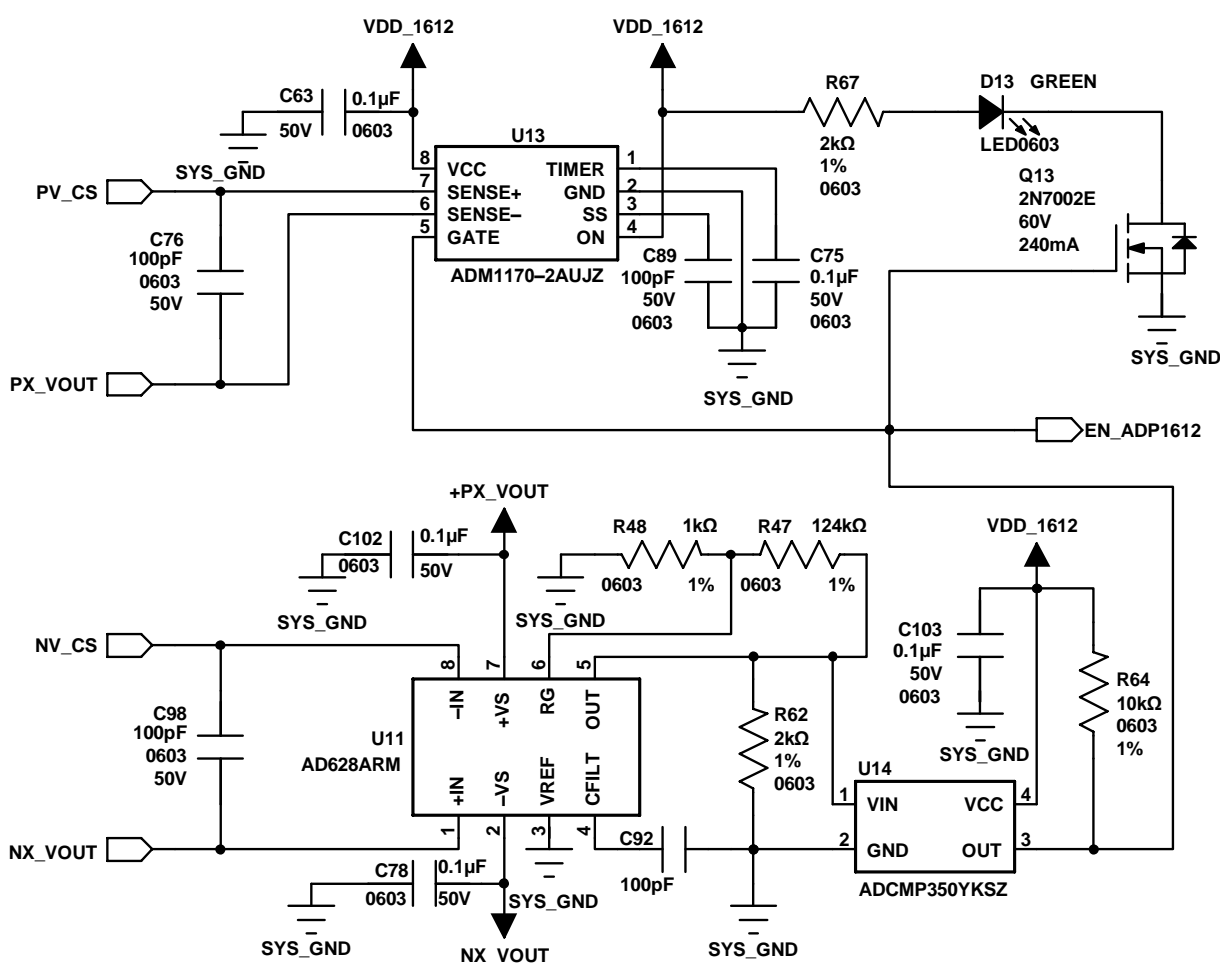 VDD_1612
VDD_1612
C63
0.1µF
50V
0603
SYS_GND
R67
2kΩ
1%
0603
D13 GREEN
LED0603
U13
8 VCC
7 SENSE+
6 SENSE–
5 GATE
TIMER 1
GND 2
SS 3
ON 4
ADM1170–2AUJZ
PV_CS
C76
100pF
0603
50V
PX_VOUT
C89
100pF
50V
0603
C75
0.1µF
50V
0603
SYS_GND
Q13
2N7002E
60V
240mA
SYS_GND
EN_ADP1612
+PX_VOUT
C102
0603
0.1µF
50V
SYS_GND
R48
1kΩ
0603
1%
R47
124kΩ
0603
1%
SYS_GND
VDD_1612
C103
0.1µF
50V
0603
SYS_GND
R64
10kΩ
0603
1%
NV_CS
C98
100pF
0603
50V
NX_VOUT
8
7
6
5
–IN
+VS
RG
OUT
U11
AD628ARM
+IN
–VS
VREF
CFILT
1
2
3
4
R62
2kΩ
1%
0603
C92
100pF
SYS_GND
C78
0603
0.1µF
50V
SYS_GND
SYS_GND
NX_VOUT
U14
1 VIN
2 GND
VCC 4
OUT 3
ADCMP350YKSZ